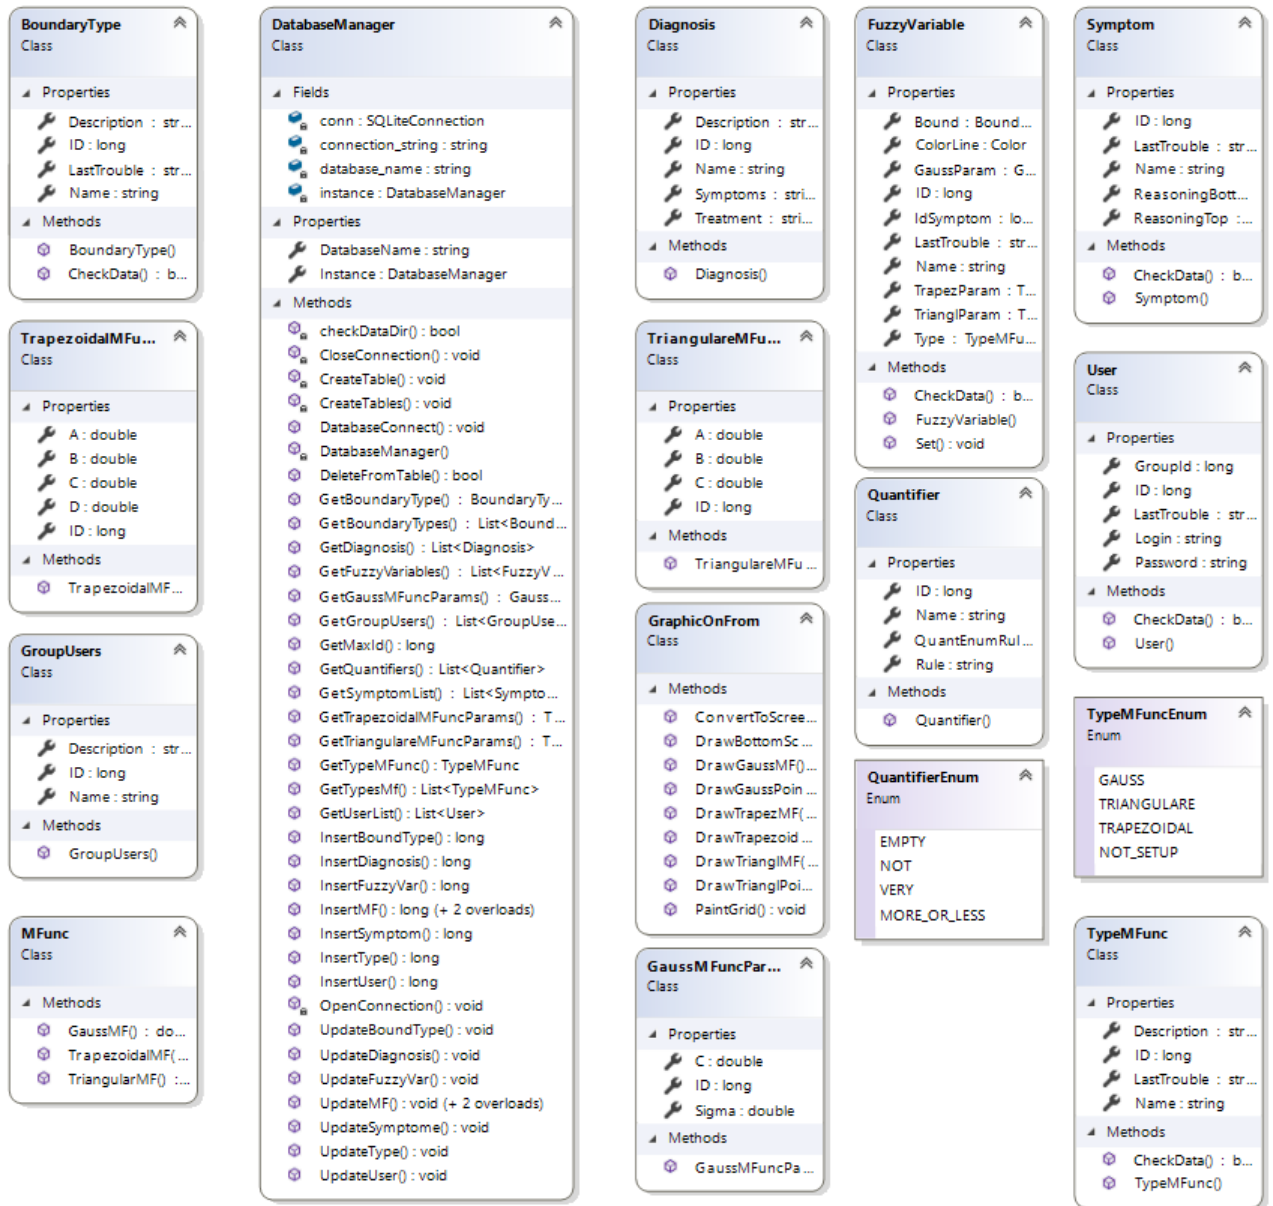 BoundaryType
Class
Properties
Description : str...
ID : long
LastTrouble : str...
Name : string
Methods
BoundaryType()
CheckData() : b...
TrapezoidalMFu...
Class
Properties
A : double
B : double
C : double
D : double
ID : long
Methods
TrapezoidalMF...
GroupUsers
Class
Properties
Description : str...
ID : long
Name : string
Methods
GroupUsers()
MFunc
Class
Methods
GaussMF() : do...
TrapezoidalMF(...
TriangularMF() :...
DatabaseManager
Class
Fields
conn : SQLiteConnection
connection_string : string
database_name : string
instance : DatabaseManager
Properties
DatabaseName : string
Instance : DatabaseManager
Methods
checkDataDir() : bool
CloseConnection() : void
CreateTable() : void
CreateTables() : void
DatabaseConnect() : void
DatabaseManager()
DeleteFromTable() : bool
GetBoundaryType() : BoundaryTy...
GetBoundaryTypes() : List<Bound...
GetDiagnosis() : List<Diagnosis>
GetFuzzyVariables() : List<FuzzyV...
GetGaussMFuncParams() : Gauss...
GetGroupUsers() : List<GroupUse...
GetMaxId() : long
GetQuantifiers() : List<Quantifier>
GetSymptomList() : List<Sympto...
GetTrapezoidalMFuncParams() : T...
GetTriangulareMFuncParams() : T...
GetTypeMFunc() : TypeMFunc
GetTypesMf() : List<TypeMFunc>
GetUserList() : List<User>
InsertBoundType() : long
InsertDiagnosis() : long
InsertFuzzyVar() : long
InsertMF() : long (+ 2 overloads)
InsertSymptom() : long
InsertType() : long
InsertUser() : long
OpenConnection() : void
UpdateBoundType() : void
UpdateDiagnosis() : void
UpdateFuzzyVar() : void
UpdateMF() : void (+ 2 overloads)
UpdateSymptome() : void
UpdateType() : void
UpdateUser() : void
Diagnosis
Class
Properties
Description : str...
ID : long
Name : string
Symptoms : stri...
Treatment : stri...
Methods
Diagnosis()
TriangulareMFu...
Class
Properties
A : double
B : double
C : double
ID : long
Methods
TriangulareMFu...
GraphicOnFrom
Class
Methods
ConvertToScree...
DrawBottomSc...
DrawGaussMF()...
DrawGaussPoin...
DrawTrapezMF(...
DrawTrapezoid...
DrawTrianglMF(...
DrawTrianglPoi...
PaintGrid() : void
GaussMFuncPar...
Class
Properties
C : double
ID : long
Sigma : double
Methods
GaussMFuncPa...
FuzzyVariable
Class
Properties
Bound : Bound...
ColorLine : Color
GaussParam : G...
ID : long
IdSymptom : lo...
LastTrouble : str...
Name : string
TrapezParam : T...
TrianglParam : T...
Type : TypeMFu...
Methods
CheckData() : b...
FuzzyVariable()
Set() : void
Quantifier
Class
Properties
ID : long
Name : string
QuantEnumRul...
Rule : string
Methods
Quantifier()
QuantifierEnum
Enum
EMPTY
NOT
VERY
MORE_OR_LESS
Symptom
Class
Properties
ID : long
LastTrouble : str...
Name : string
ReasoningBott...
ReasoningTop :...
Methods
CheckData() : b...
Symptom()
User
Class
Properties
GroupId : long
ID : long
LastTrouble : str...
Login : string
Password : string
Methods
CheckData() : b...
User()
TypeMFuncEnum
Enum
GAUSS
TRIANGULARE
TRAPEZOIDAL
NOT_SETUP
TypeMFunc
Class
Properties
Description : str...
ID : long
LastTrouble : str...
Name : string
Methods
CheckData() : b...
TypeMFunc()